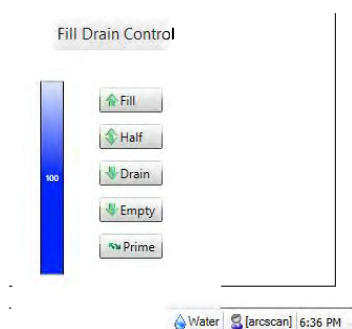 Fill Drain Control
Fill
Half
100
Drain
Empty
Prime
Water [arcscan] 6:36 PM